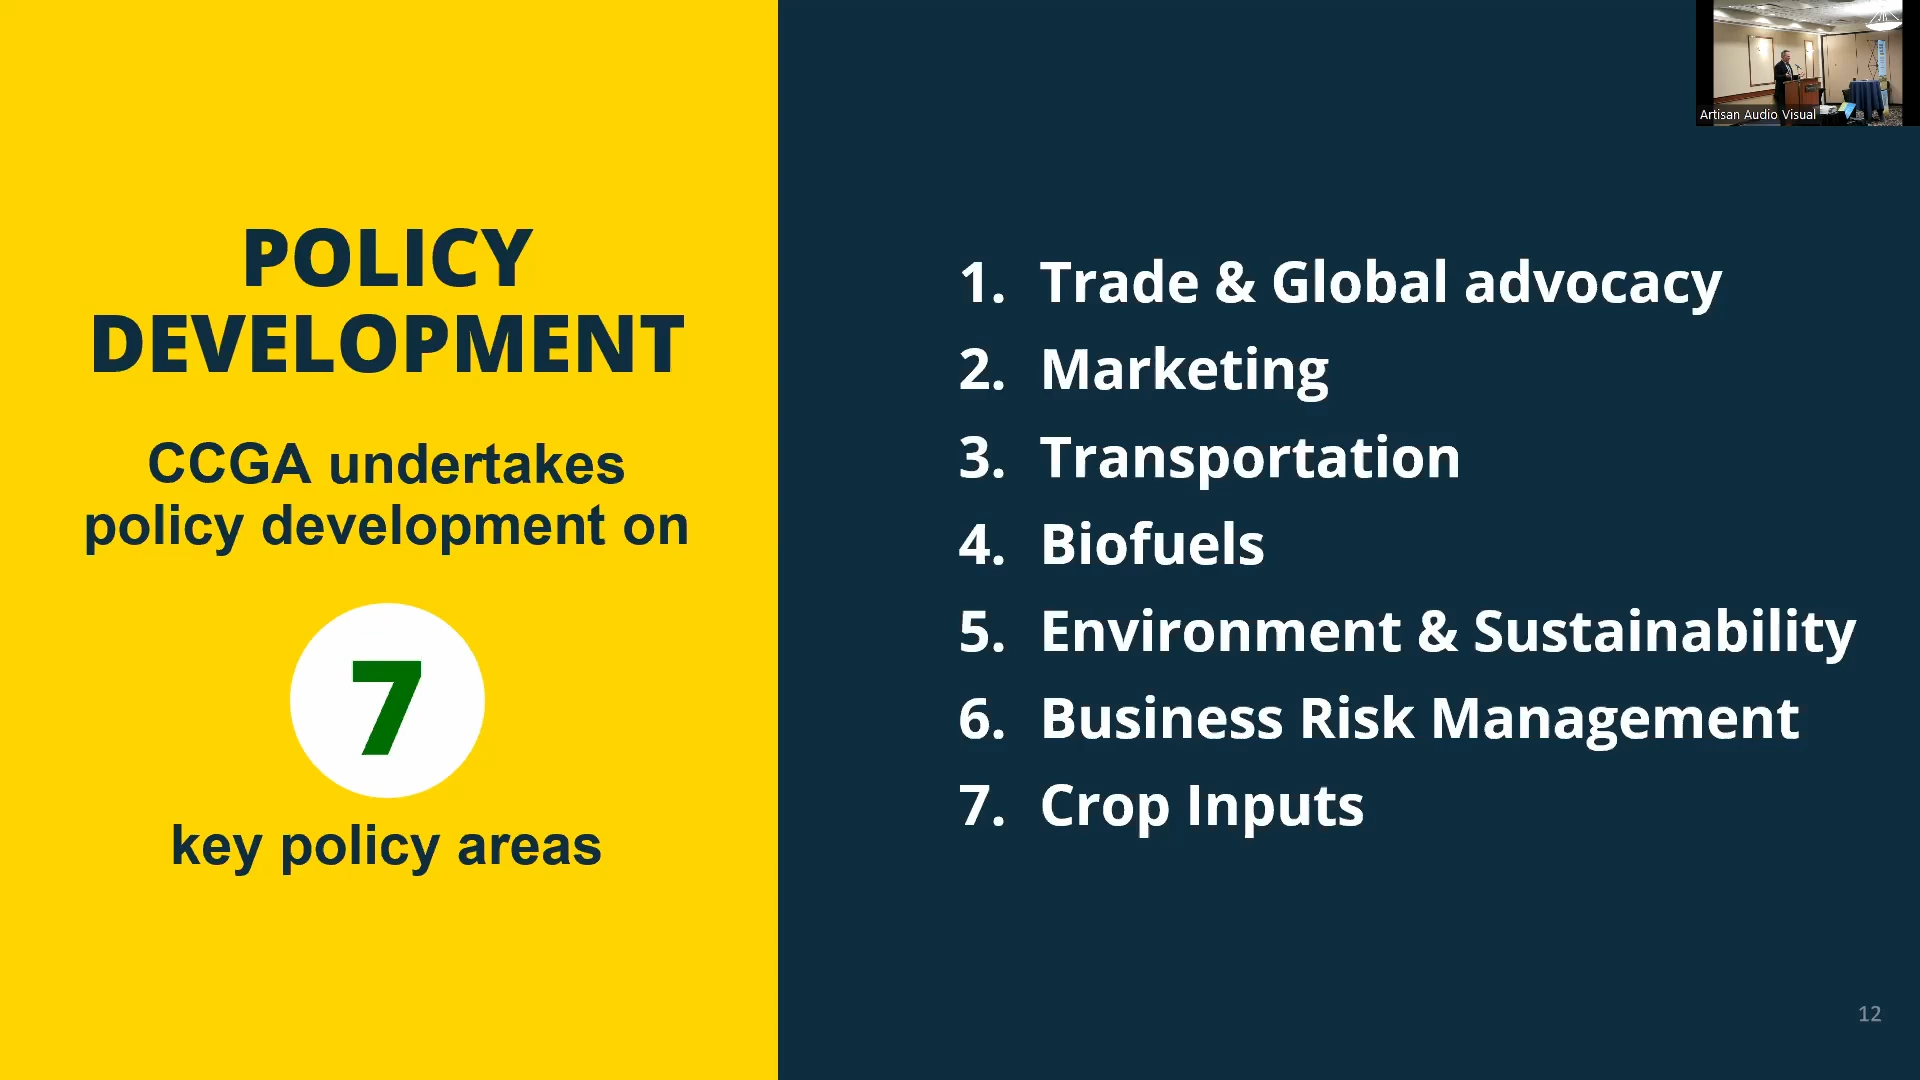 POLICY
DEVELOPMENT
CCGA undertakes
policy development on
7
key policy areas
1. Trade & Global advocacy
2. Marketing
3. Transportation
4. Biofuels
5. Environment & Sustainability
6. Business Risk Management
7. Crop Inputs
Artisan Audio Visual
12